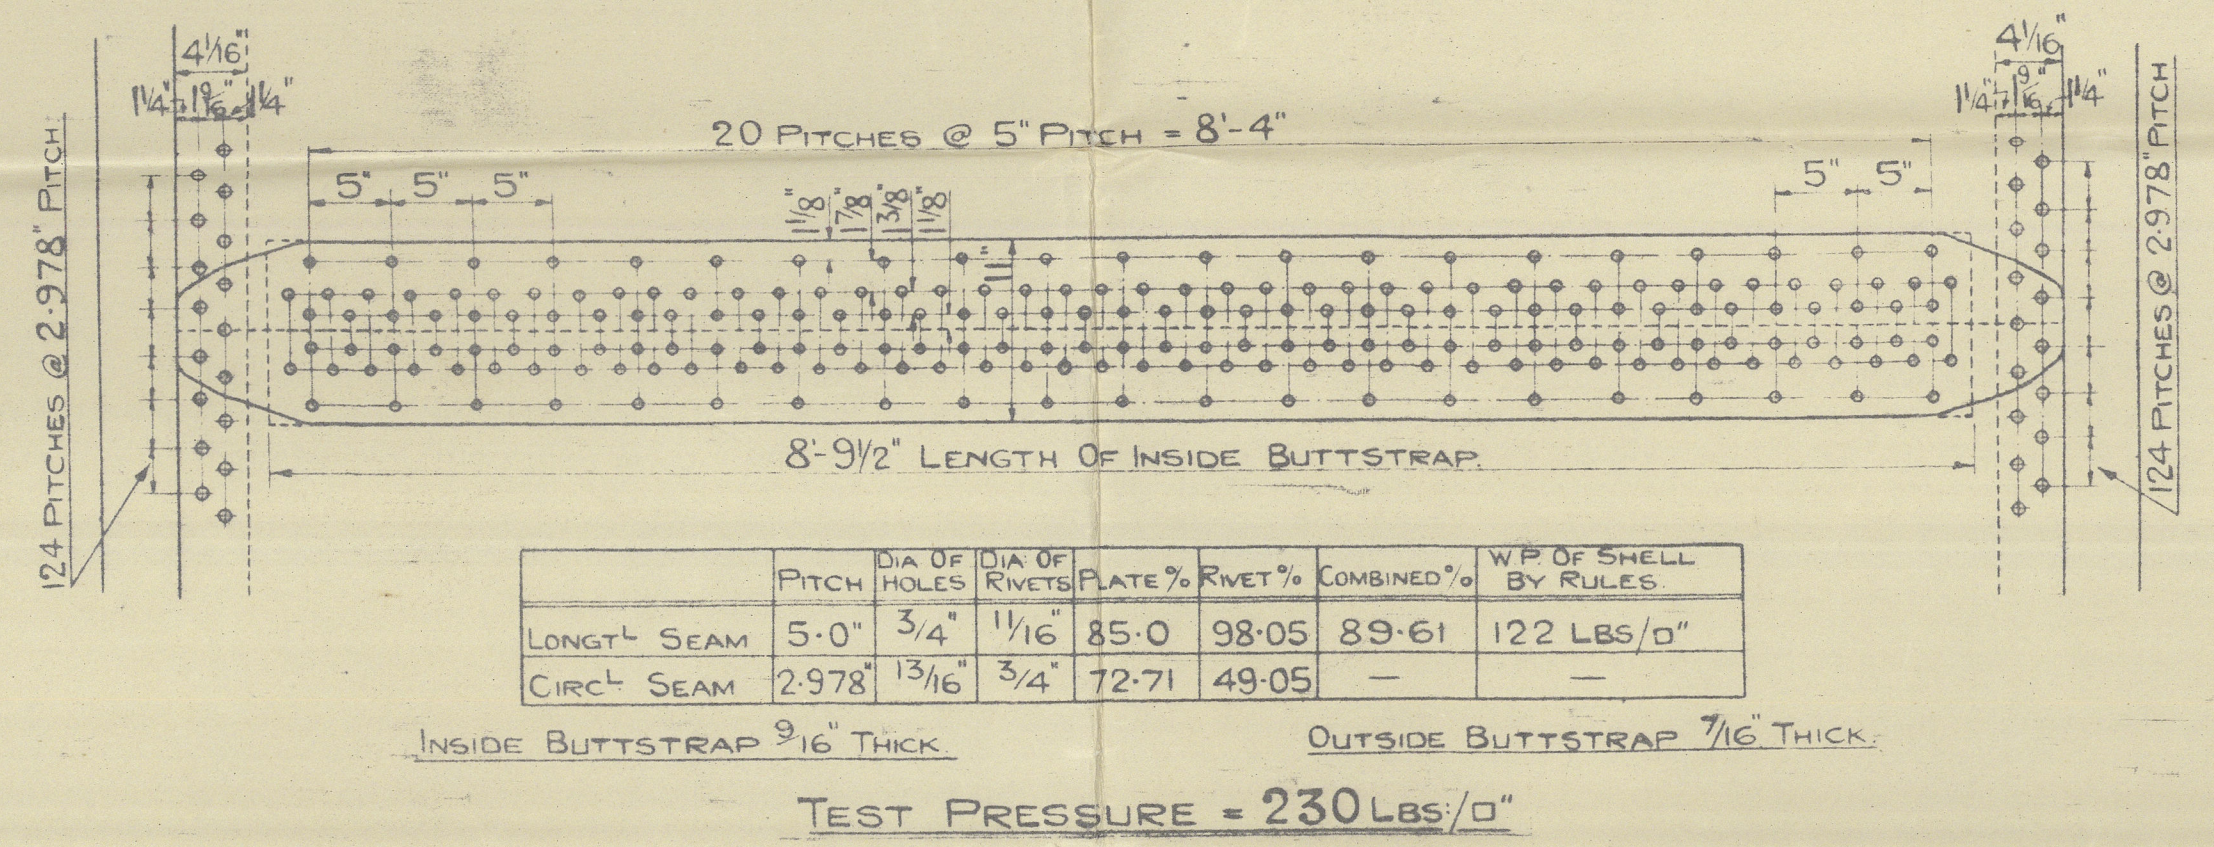 4 1/16" 4 1/16"
1 1/4" 1 9/16" 1 1/4" 1 1/4" 1 9/16" 1 1/4"
20 PITCHES @ 5" PITCH = 8'-4"
5" 5" 5" 5" 5"
1 1/8" 1 7/8" 1 3/8" 1 1/8"
11"
124 PITCHES @ 2·978" PITCH
124 PITCHES @ 2·978" PITCH
8'-9 1/2" LENGTH OF INSIDE BUTTSTRAP.
PITCH DIA OF HOLES DIA: OF RIVETS PLATE % RIVET % COMBINED % W.P. OF SHELL BY RULES.
LONGT^L SEAM 5·0" 3/4" 11/16" 85·0 98·05 89·61 122 LBS/□"
CIRC^L SEAM 2·978" 13/16" 3/4" 72·71 49·05 — —
INSIDE BUTTSTRAP 9/16" THICK.
OUTSIDE BUTTSTRAP 7/16" THICK.
TEST PRESSURE = 230 LBS:/□"